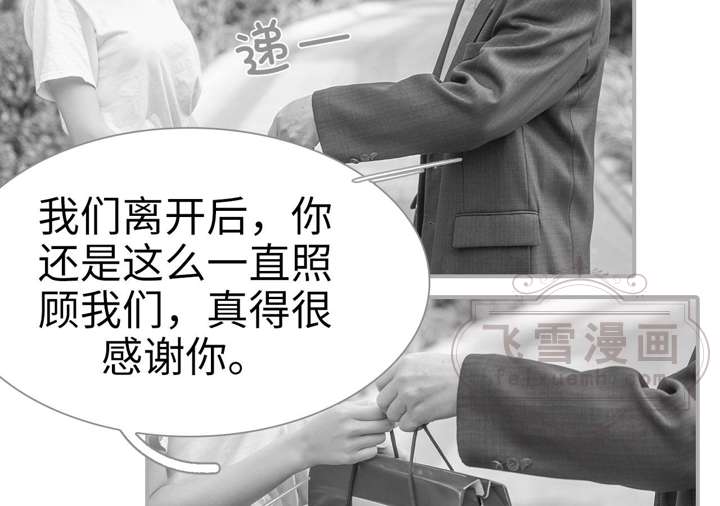 递一
我们离开后，你
还是这么一直照
顾我们，真得很
感谢你。
飞雪漫画
feixuemh.com